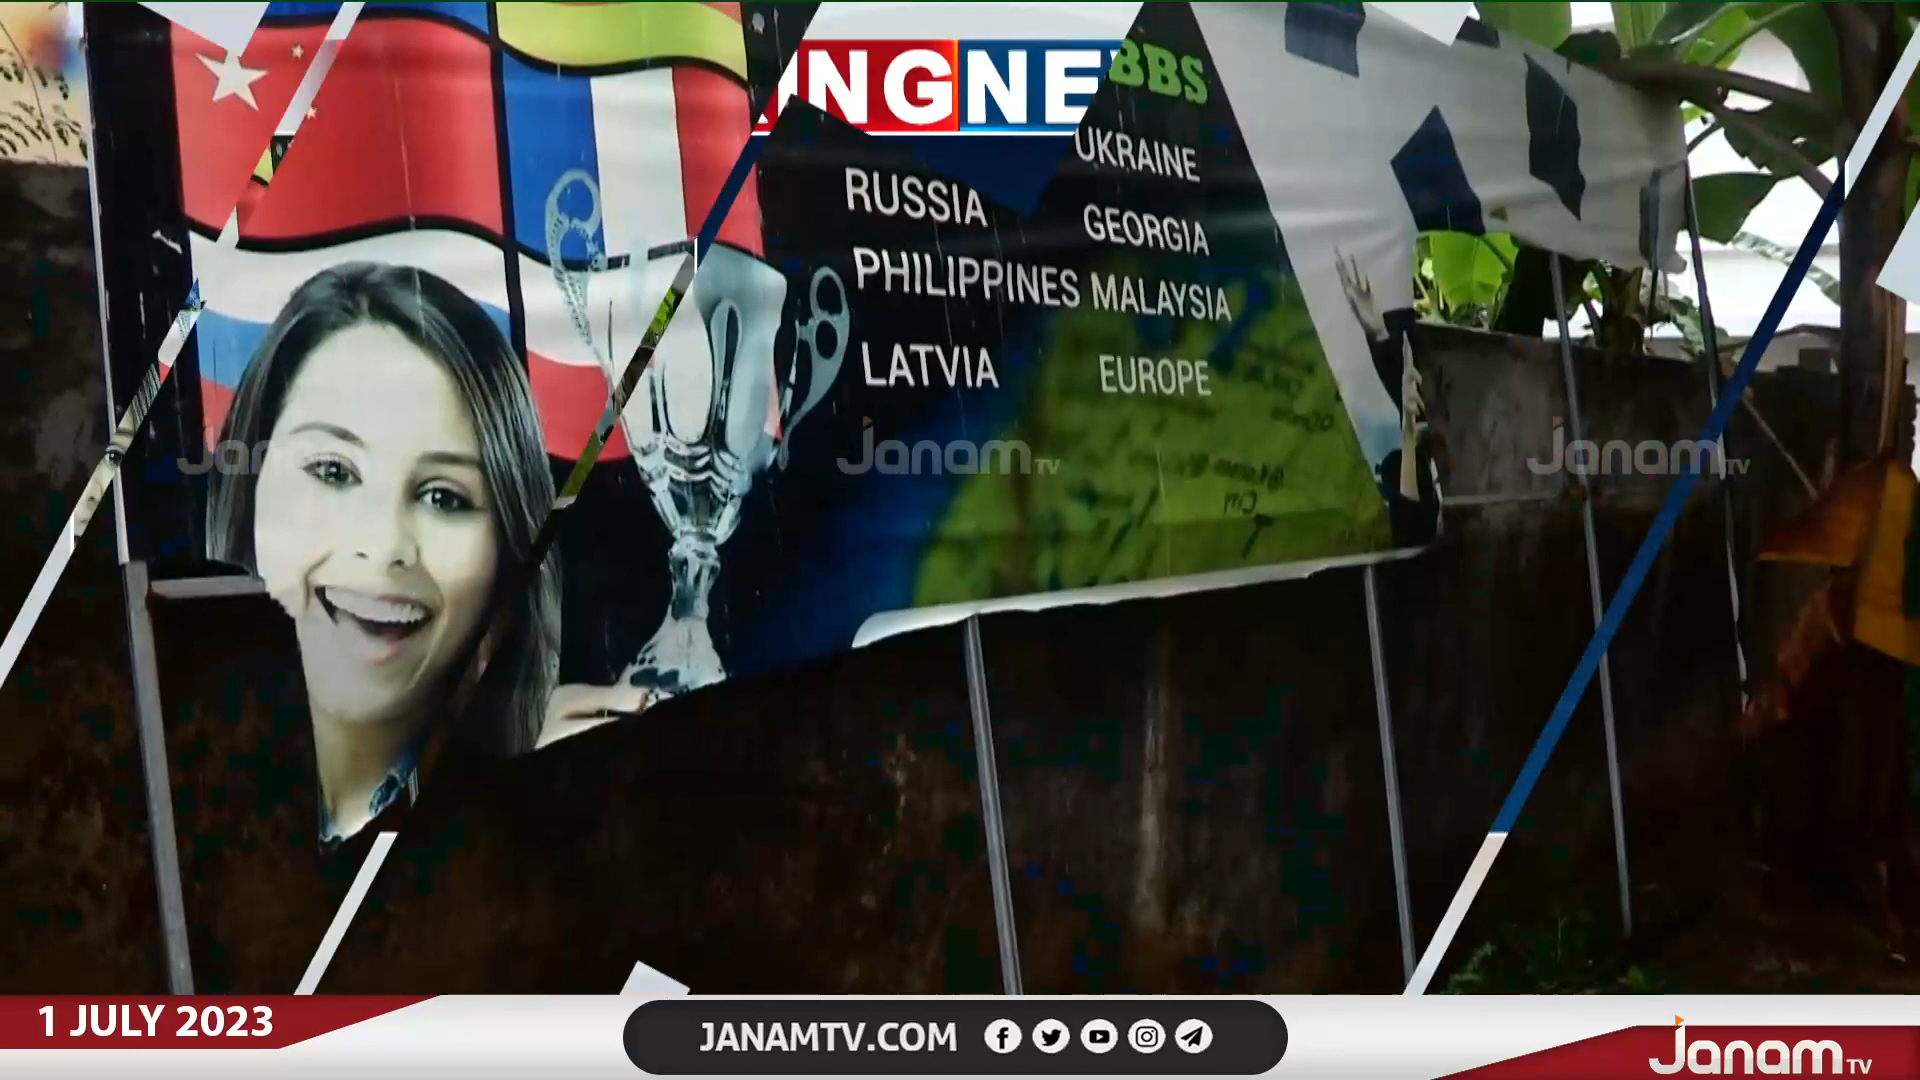 NGNE
BBS
UKRAINE
RUSSIA
GEORGIA
PHILIPPINES MALAYSIA
LATVIA
EUROPE
Jan
Janam TV
Janam TV
1 JULY 2023
JANAMTV.COM
Janam TV